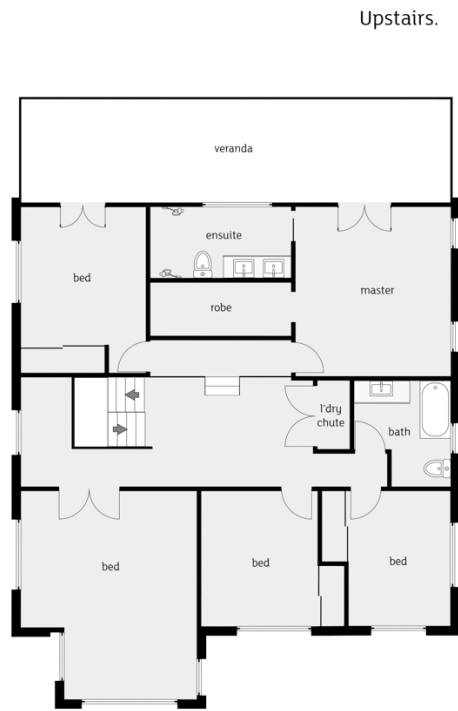 Upstairs.
veranda
ensuite
bed
robe
master
l'dry
chute
bath
bed
bed
bed